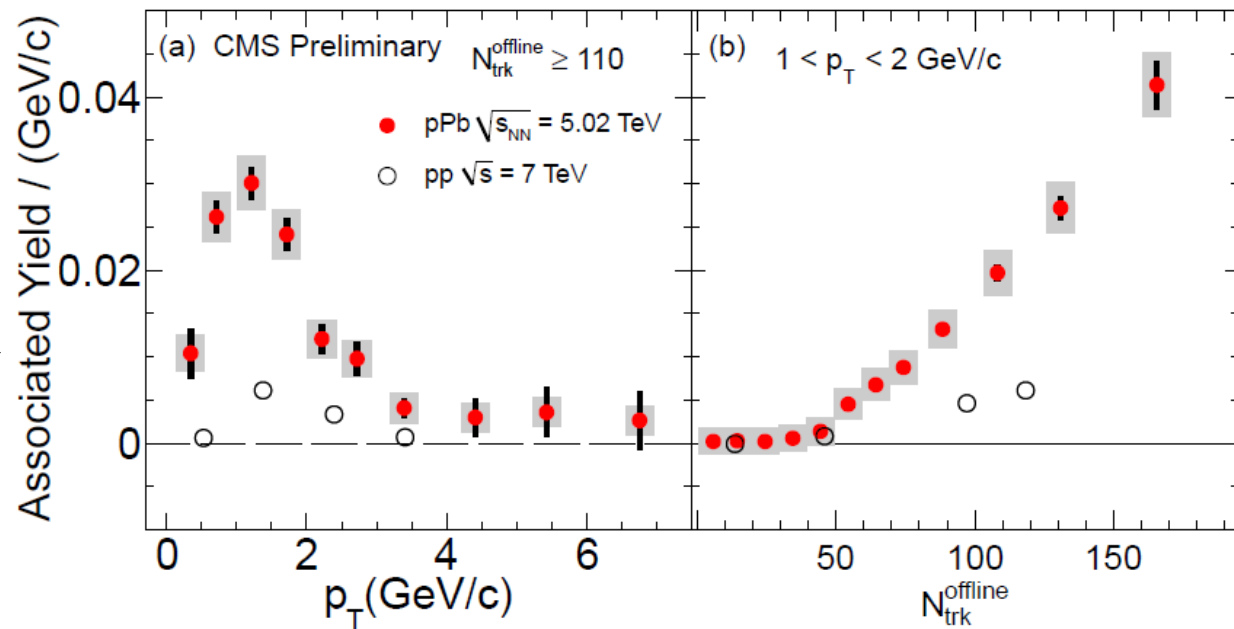 Associated Yield / (GeV/c)
0.04
0.02
0
(a) CMS Preliminary
N_trk^offline ≥ 110
pPb √s_NN = 5.02 TeV
pp √s = 7 TeV
0 2 4 6
p_T(GeV/c)
(b) 1 < p_T < 2 GeV/c
50 100 150
N_trk^offline